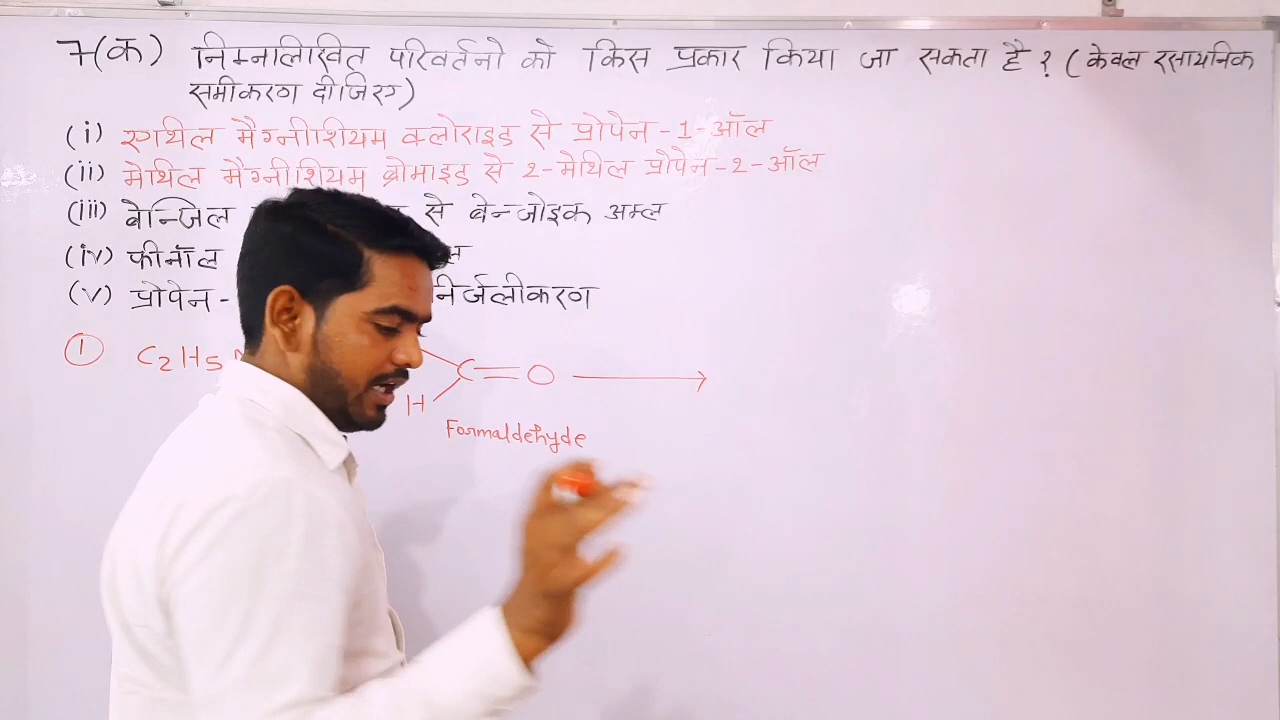 7(क) निम्नलिखित परिवर्तनो को किस प्रकार किया जा सकता है ? ( केवल रसायनिक
समीकरण दीजिए)
(i) एथिल मैग्नीशियम क्लोराइड से प्रोपेन-1-ऑल
(ii) मेथिल मैग्नीशियम ब्रोमाइड से 2-मेथिल प्रोपेन-2-ऑल
(iii) बेन्जिल से बेन्जोइक अम्ल
(iv) फीनॉल
(v) प्रोपेन- निर्जलीकरण
① C2H5
C=O ⟶
H
Formaldehyde